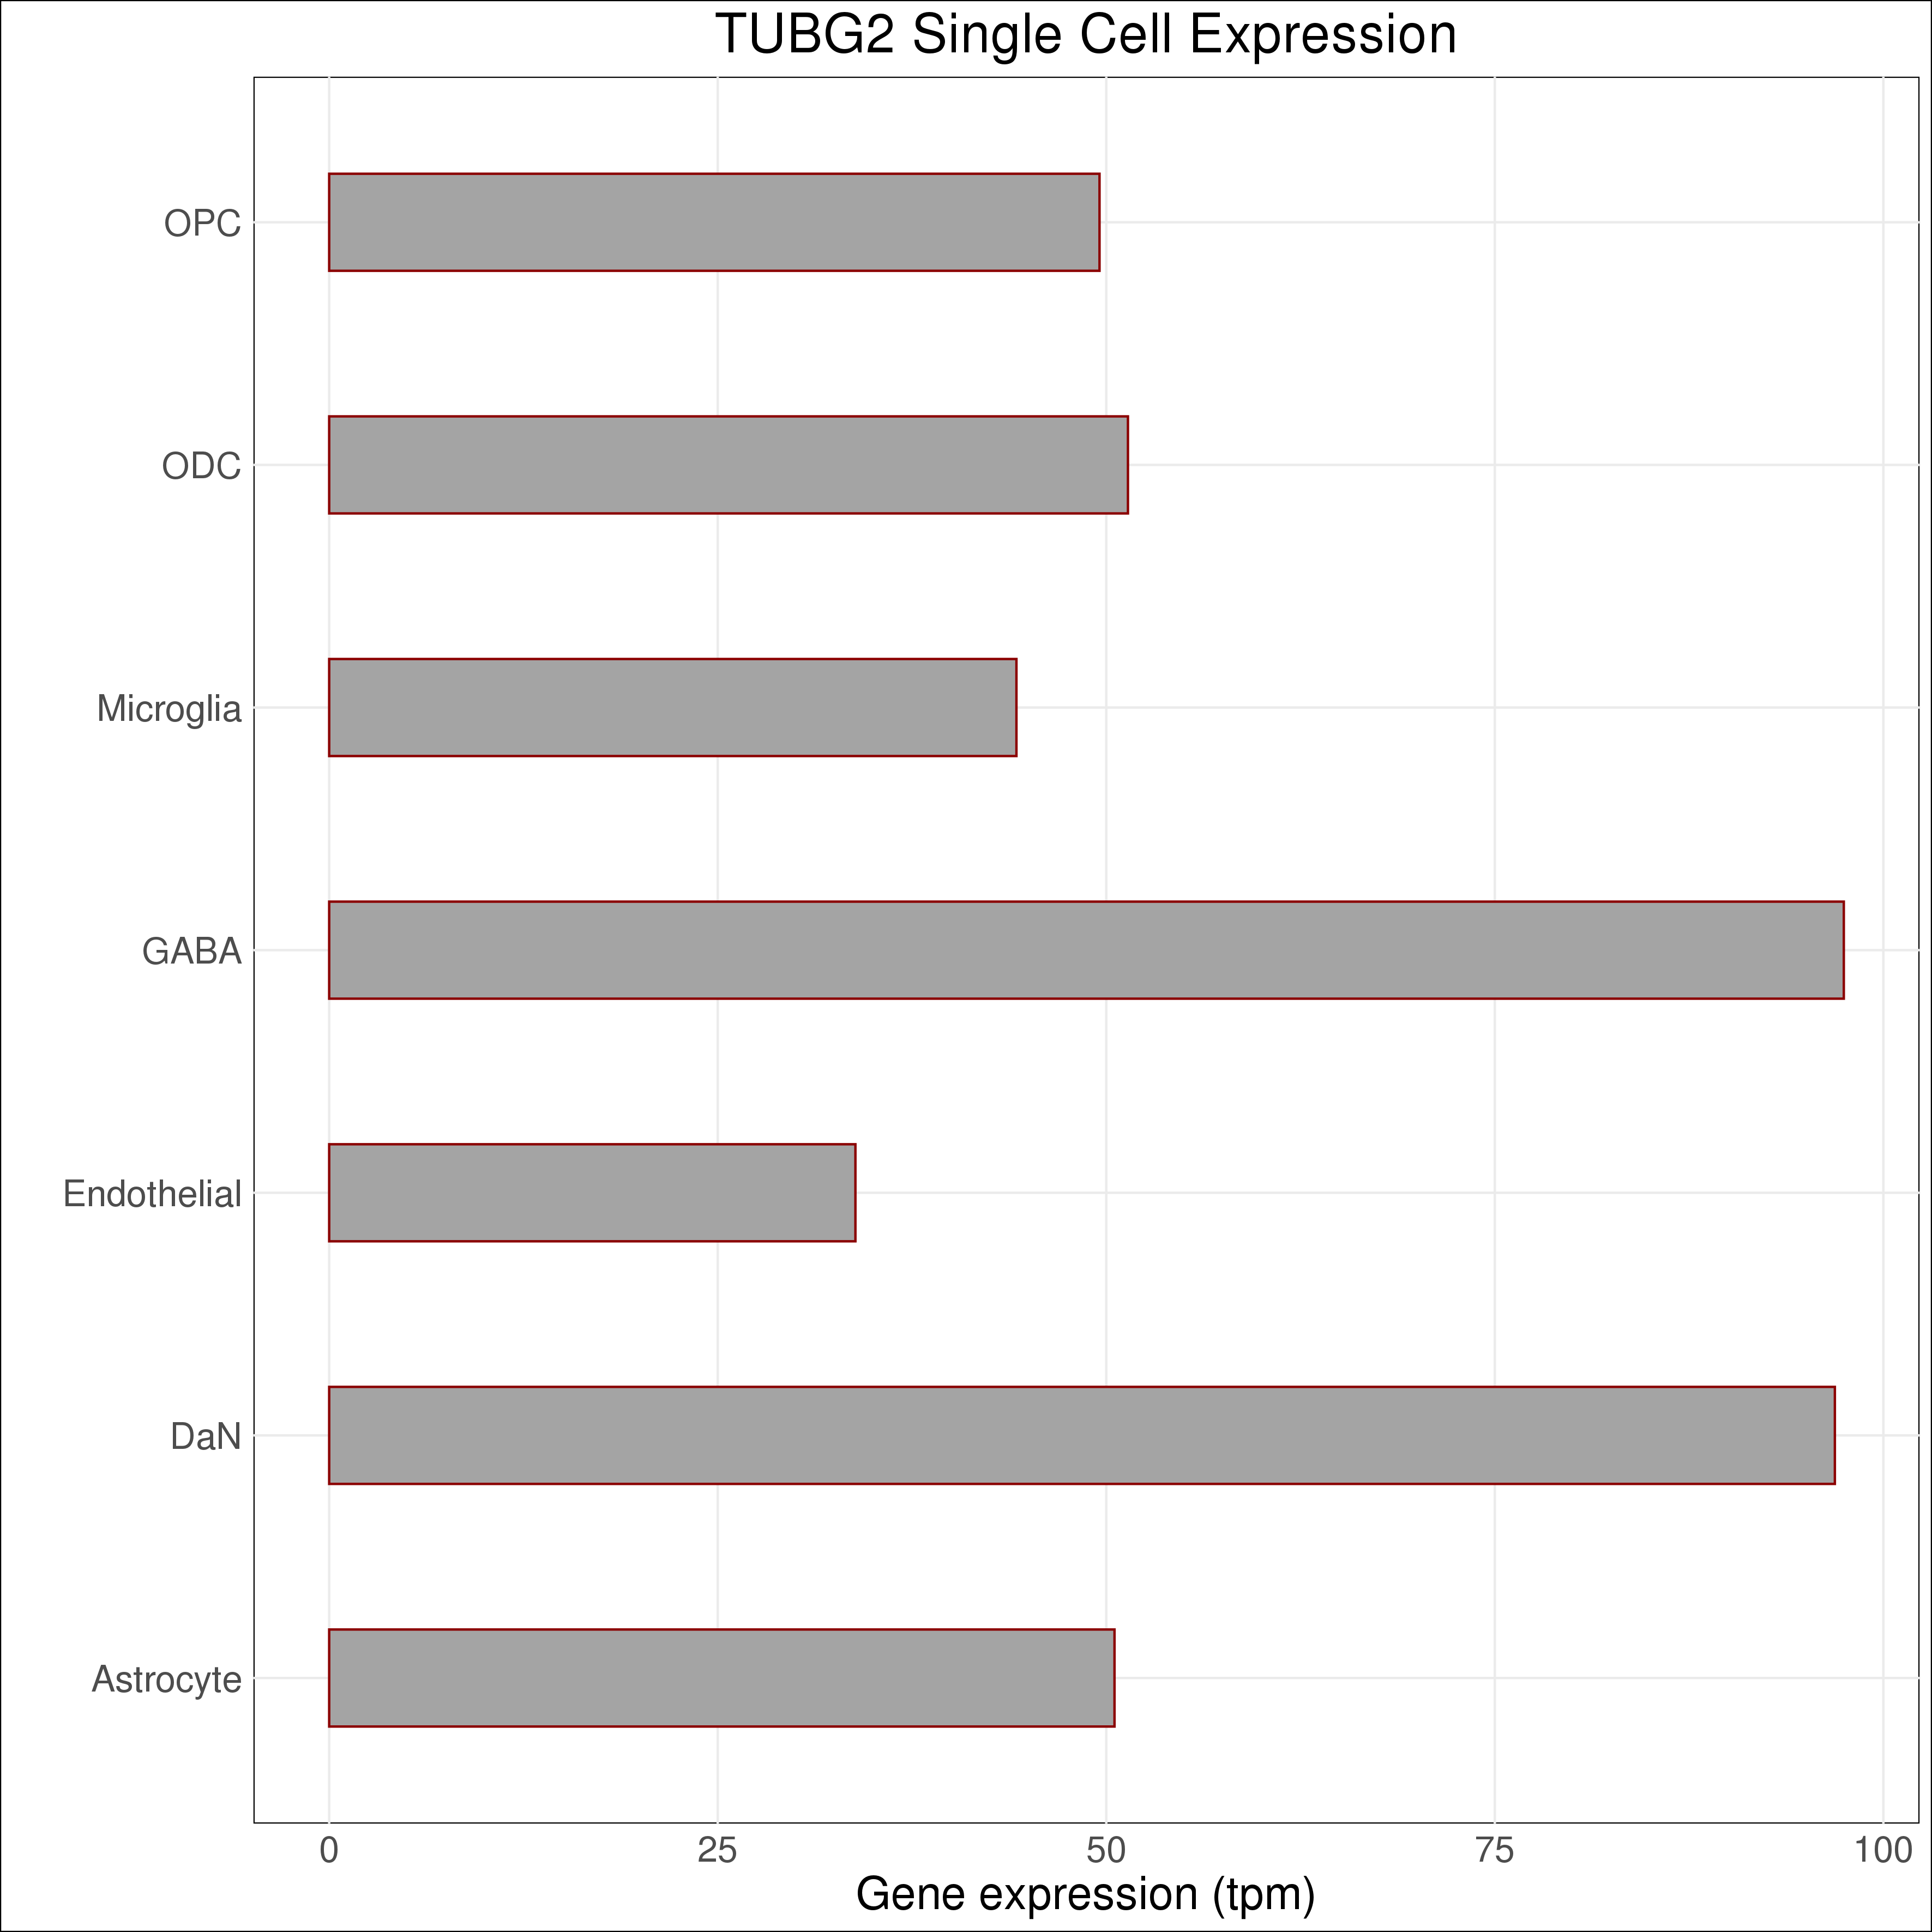 TUBG2 Single Cell Expression
OPC
ODC
Microglia
GABA
Endothelial
DaN
Astrocyte
0 25 50 75 100
Gene expression (tpm)